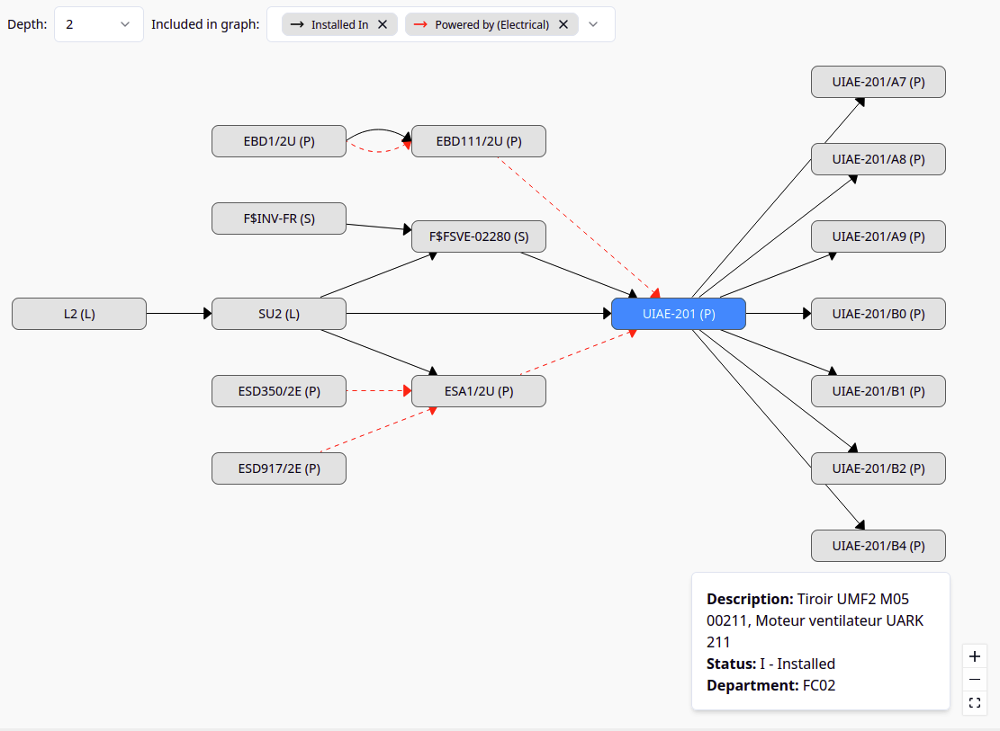 Depth: 2 Included in graph: Installed In Powered by (Electrical)
UIAE-201/A7 (P)
EBD1/2U (P) EBD111/2U (P)
UIAE-201/A8 (P)
F$INV-FR (S)
F$FSVE-02280 (S) UIAE-201/A9 (P)
L2 (L) SU2 (L) UIAE-201 (P) UIAE-201/B0 (P)
ESD350/2E (P) ESA1/2U (P) UIAE-201/B1 (P)
ESD917/2E (P) UIAE-201/B2 (P)
UIAE-201/B4 (P)
Description: Tiroir UMF2 M05
00211, Moteur ventilateur UARK
211
Status: I - Installed
Department: FC02